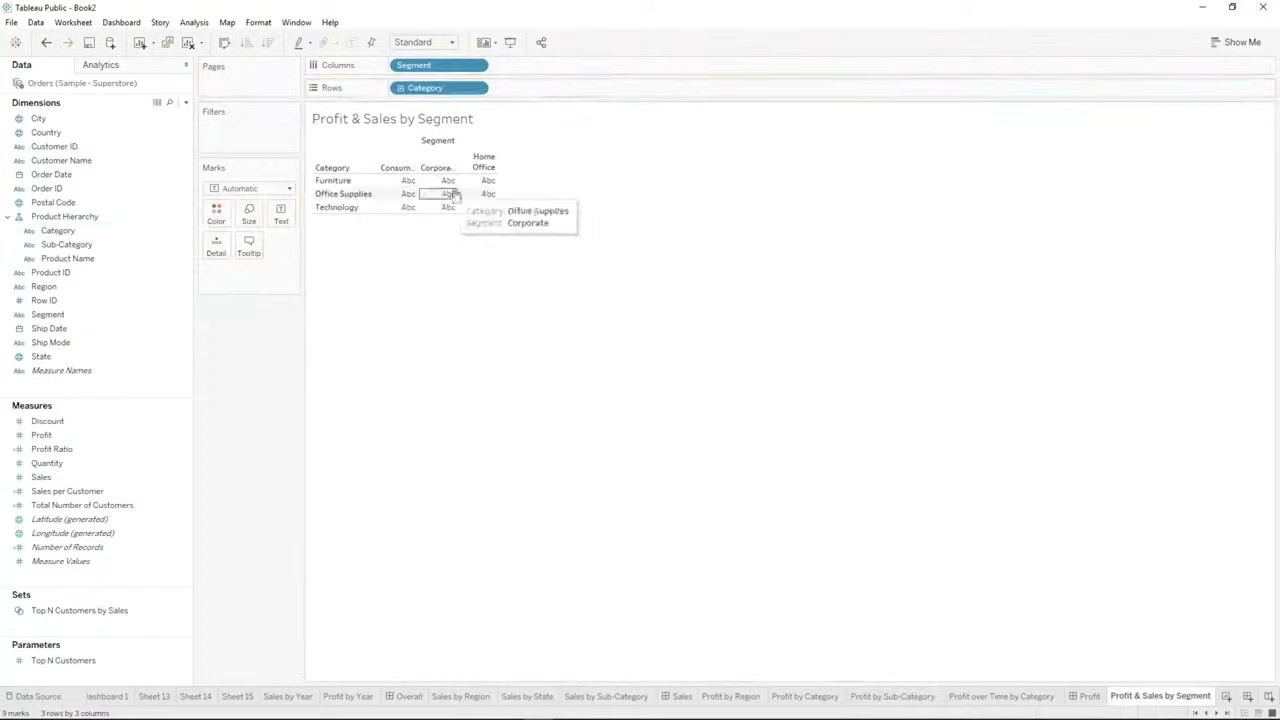 Tableau Public - Book2
File Data Worksheet Dashboard Story Analysis Map Format Window Help
Standard
Show Me
Data Analytics
Pages
Columns Segment
Orders (Sample - Superstore)
Rows Category
Dimensions
Filters
Profit & Sales by Segment
City
Country
Customer ID
Customer Name
Order Date
Order ID
Postal Code
Product Hierarchy
Category
Sub-Category
Product Name
Product ID
Region
Row ID
Segment
Ship Date
Ship Mode
State
Measure Names
Marks
Automatic
Color Size Text
Detail Tooltip
Segment
Category Consum.. Corpora.. Home Office
Furniture Abc Abc Abc
Office Supplies Abc Abc Abc
Technology Abc Abc
Category: Office Supplies
Segment: Corporate
Measures
Discount
Profit
Profit Ratio
Quantity
Sales
Sales per Customer
Total Number of Customers
Latitude (generated)
Longitude (generated)
Number of Records
Measure Values
Sets
Top N Customers by Sales
Parameters
Top N Customers
Data Source Dashboard 1 Sheet 13 Sheet 14 Sheet 15 Sales by Year Profit by Year Overall Sales by Region Sales by State Sales by Sub-Category Sales Profit by Region Profit by Category Profit by Sub-Category Profit over Time by Category Profit Profit & Sales by Segment
9 marks 3 rows by 3 columns